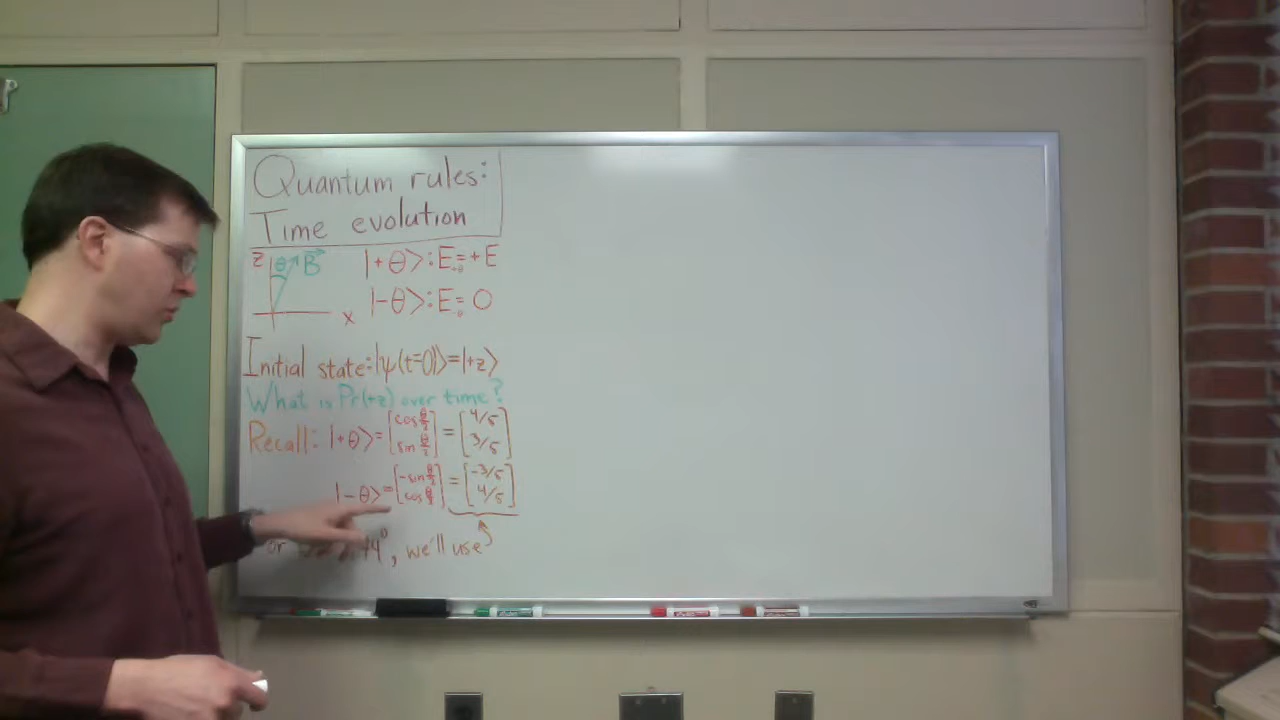 Quantum rules:
Time evolution
z θ B⃗ |+θ⟩: E₊θ = +E
x |-θ⟩: E₋θ = 0
Initial state: |ψ(t=0)⟩=|+z⟩
What is Pr(+z) over time?
Recall: |+θ⟩ = [cos θ/2 sin θ/2] = [4/5 3/5]
|-θ⟩ = [-sin θ/2 cos θ/2] = [-3/5 4/5]
4°, we'll use